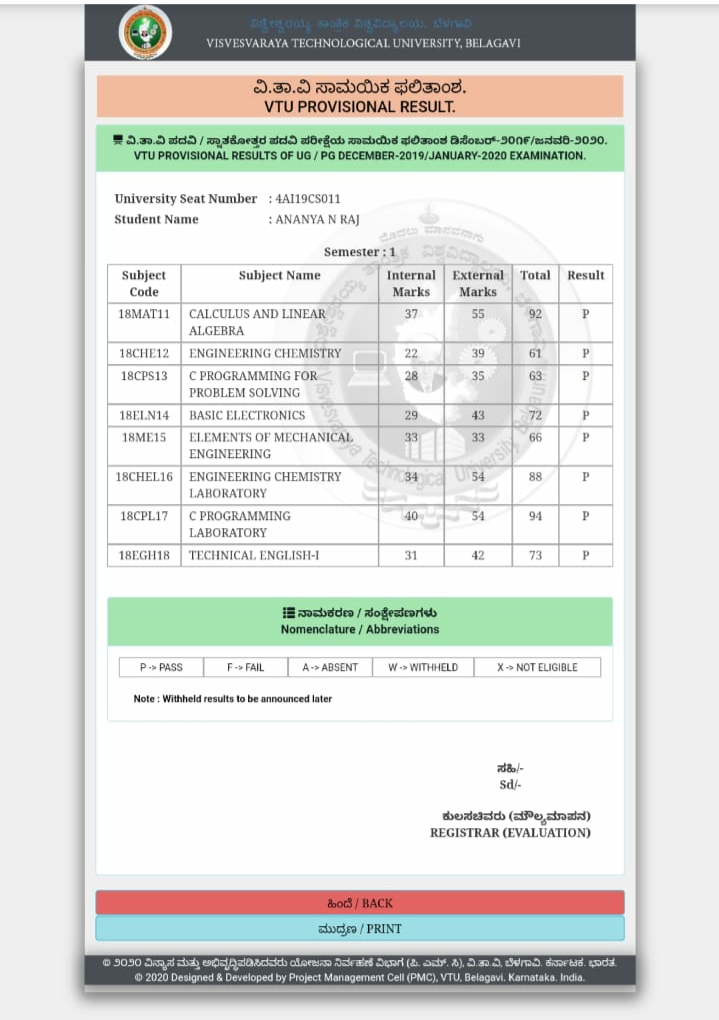 ವಿಶ್ವೇಶ್ವರಯ್ಯ ತಾಂತ್ರಿಕ ವಿಶ್ವವಿದ್ಯಾಲಯ, ಬೆಳಗಾವಿ
VISVESVARAYA TECHNOLOGICAL UNIVERSITY, BELAGAVI
ವಿ.ತಾ.ವಿ ಸಾಮಯಿಕ ಫಲಿತಾಂಶ.
VTU PROVISIONAL RESULT.
ವಿ.ತಾ.ವಿ ಪದವಿ / ಸ್ನಾತಕೋತ್ತರ ಪದವಿ ಪರೀಕ್ಷೆಯ ಸಾಮಯಿಕ ಫಲಿತಾಂಶ ಡಿಸೆಂಬರ್-೨೦೧೯/ಜನವರಿ-೨೦೨೦.
VTU PROVISIONAL RESULTS OF UG / PG DECEMBER-2019/JANUARY-2020 EXAMINATION.
University Seat Number : 4AI19CS011
Student Name : ANANYA N RAJ
Semester : 1
Subject Code Subject Name Internal Marks External Marks Total Result
18MAT11 CALCULUS AND LINEAR 37 55 92 P
ALGEBRA
18CHE12 ENGINEERING CHEMISTRY 22 39 61 P
18CPS13 C PROGRAMMING FOR 28 35 63 P
PROBLEM SOLVING
18ELN14 BASIC ELECTRONICS 29 43 72 P
18ME15 ELEMENTS OF MECHANICAL 33 33 66 P
ENGINEERING
18CHEL16 ENGINEERING CHEMISTRY 34 54 88 P
LABORATORY
18CPL17 C PROGRAMMING 40 54 94 P
LABORATORY
18EGH18 TECHNICAL ENGLISH-I 31 42 73 P
ನಾಮಕರಣ / ಸಂಕ್ಷೇಪಣಗಳು
Nomenclature / Abbreviations
P -> PASS F -> FAIL A -> ABSENT W -> WITHHELD X -> NOT ELIGIBLE
Note : Withheld results to be announced later
ಸಹಿ/-
Sd/-
ಕುಲಸಚಿವರು (ಮೌಲ್ಯಮಾಪನ)
REGISTRAR (EVALUATION)
ಹಿಂದೆ / BACK
ಮುದ್ರಣ / PRINT
© ೨೦೨೦ ವಿನ್ಯಾಸ ಮತ್ತು ಅಭಿವೃದ್ಧಿಪಡಿಸಿದವರು ಯೋಜನಾ ನಿರ್ವಹಣೆ ವಿಭಾಗ (ಪಿ. ಎಮ್. ಸಿ), ವಿ.ತಾ.ವಿ, ಬೆಳಗಾವಿ. ಕರ್ನಾಟಕ. ಭಾರತ.
© 2020 Designed & Developed by Project Management Cell (PMC), VTU, Belagavi. Karnataka. India.